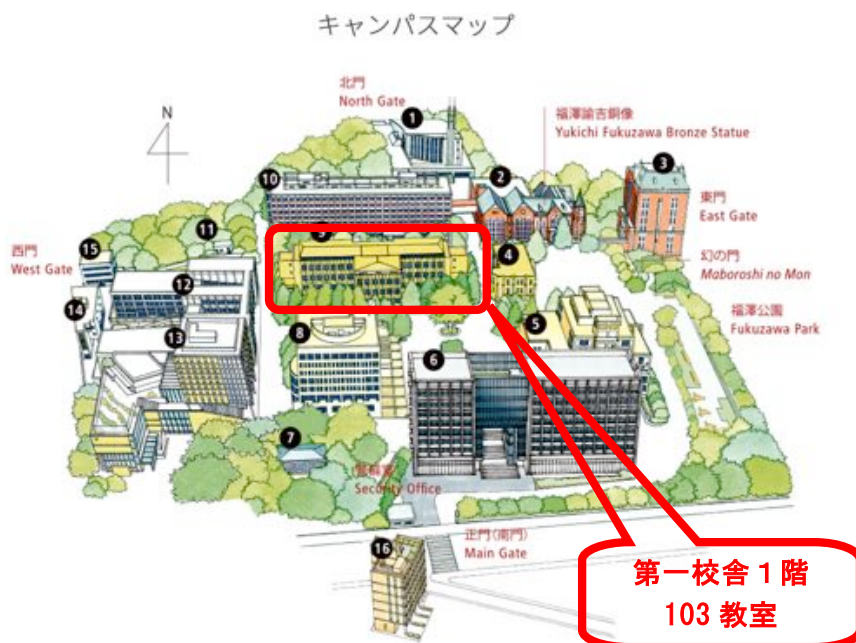 キャンパスマップ
北門
North Gate
N
福澤諭吉銅像
Yukichi Fukuzawa Bronze Statue
1
2
3
10
東門
East Gate
幻の門
Maboroshi no Mon
西門
West Gate
15
11
9
4
12
14
13
福澤公園
Fukuzawa Park
8
5
6
7
Security Office
正門(南門)
Main Gate
16
第一校舎1階
103 教室